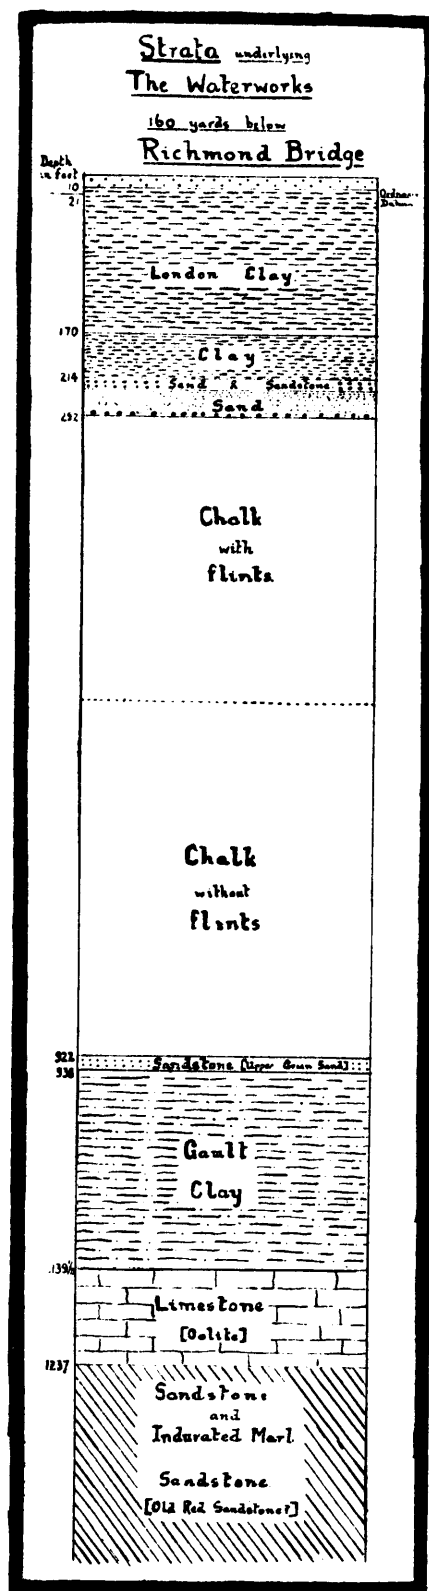 Strata underlying
The Waterworks
160 yards below
Richmond Bridge
Depth
in feet
10
Datum
21
London Clay
170
Clay
214
Sand & Sandstone
Sand
252
Chalk
with
flints
Chalk
without
flints
922
Sandstone [Upper Green Sand]
938
Gault
Clay
Limestone
[Oolite]
1237
Sandstone
and
Indurated Marl
Sandstone
[Old Red Sandstone?]